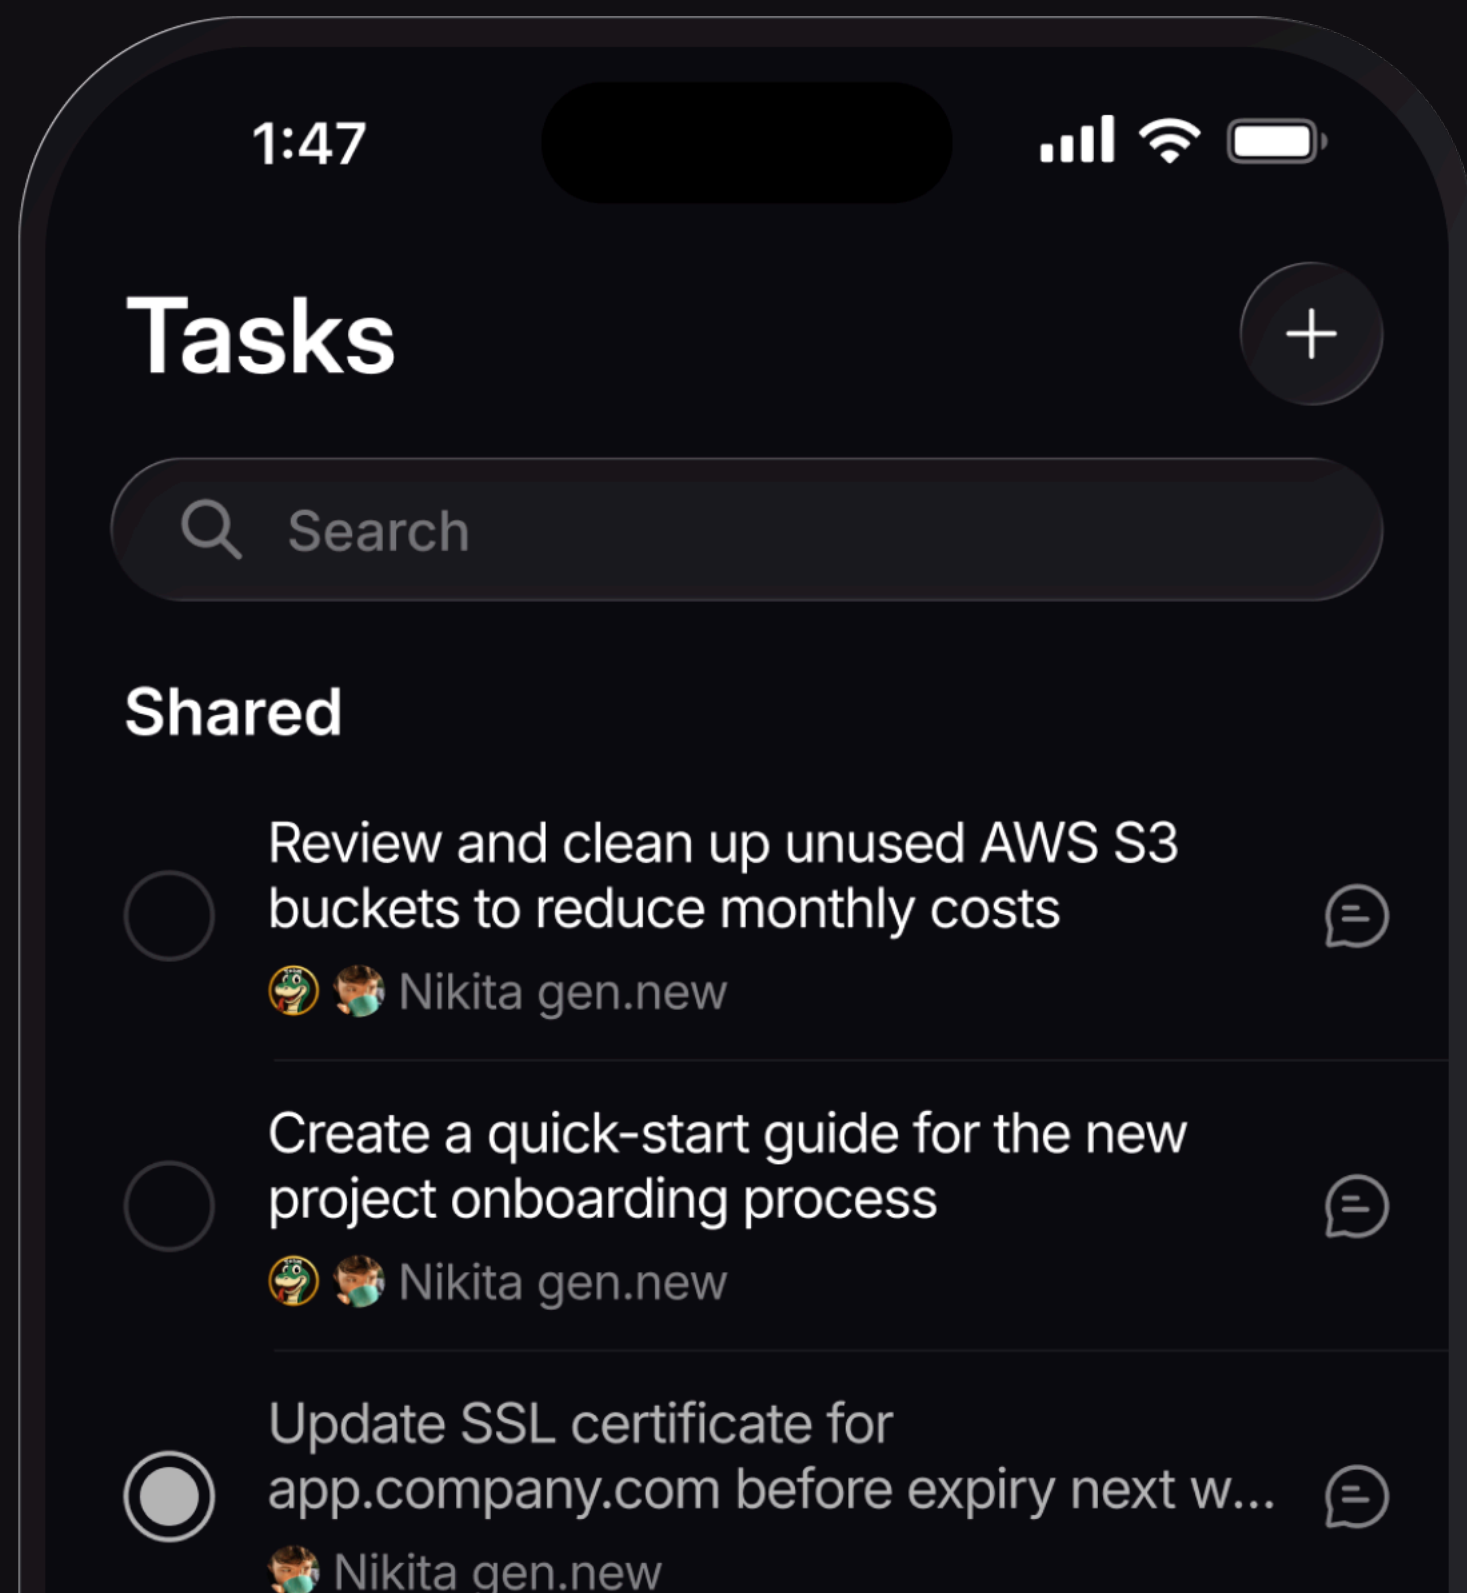 1:47
Tasks
Search
Shared
Review and clean up unused AWS S3
buckets to reduce monthly costs
Nikita gen.new
Create a quick-start guide for the new
project onboarding process
Nikita gen.new
Update SSL certificate for
app.company.com before expiry next w...
Nikita gen.new